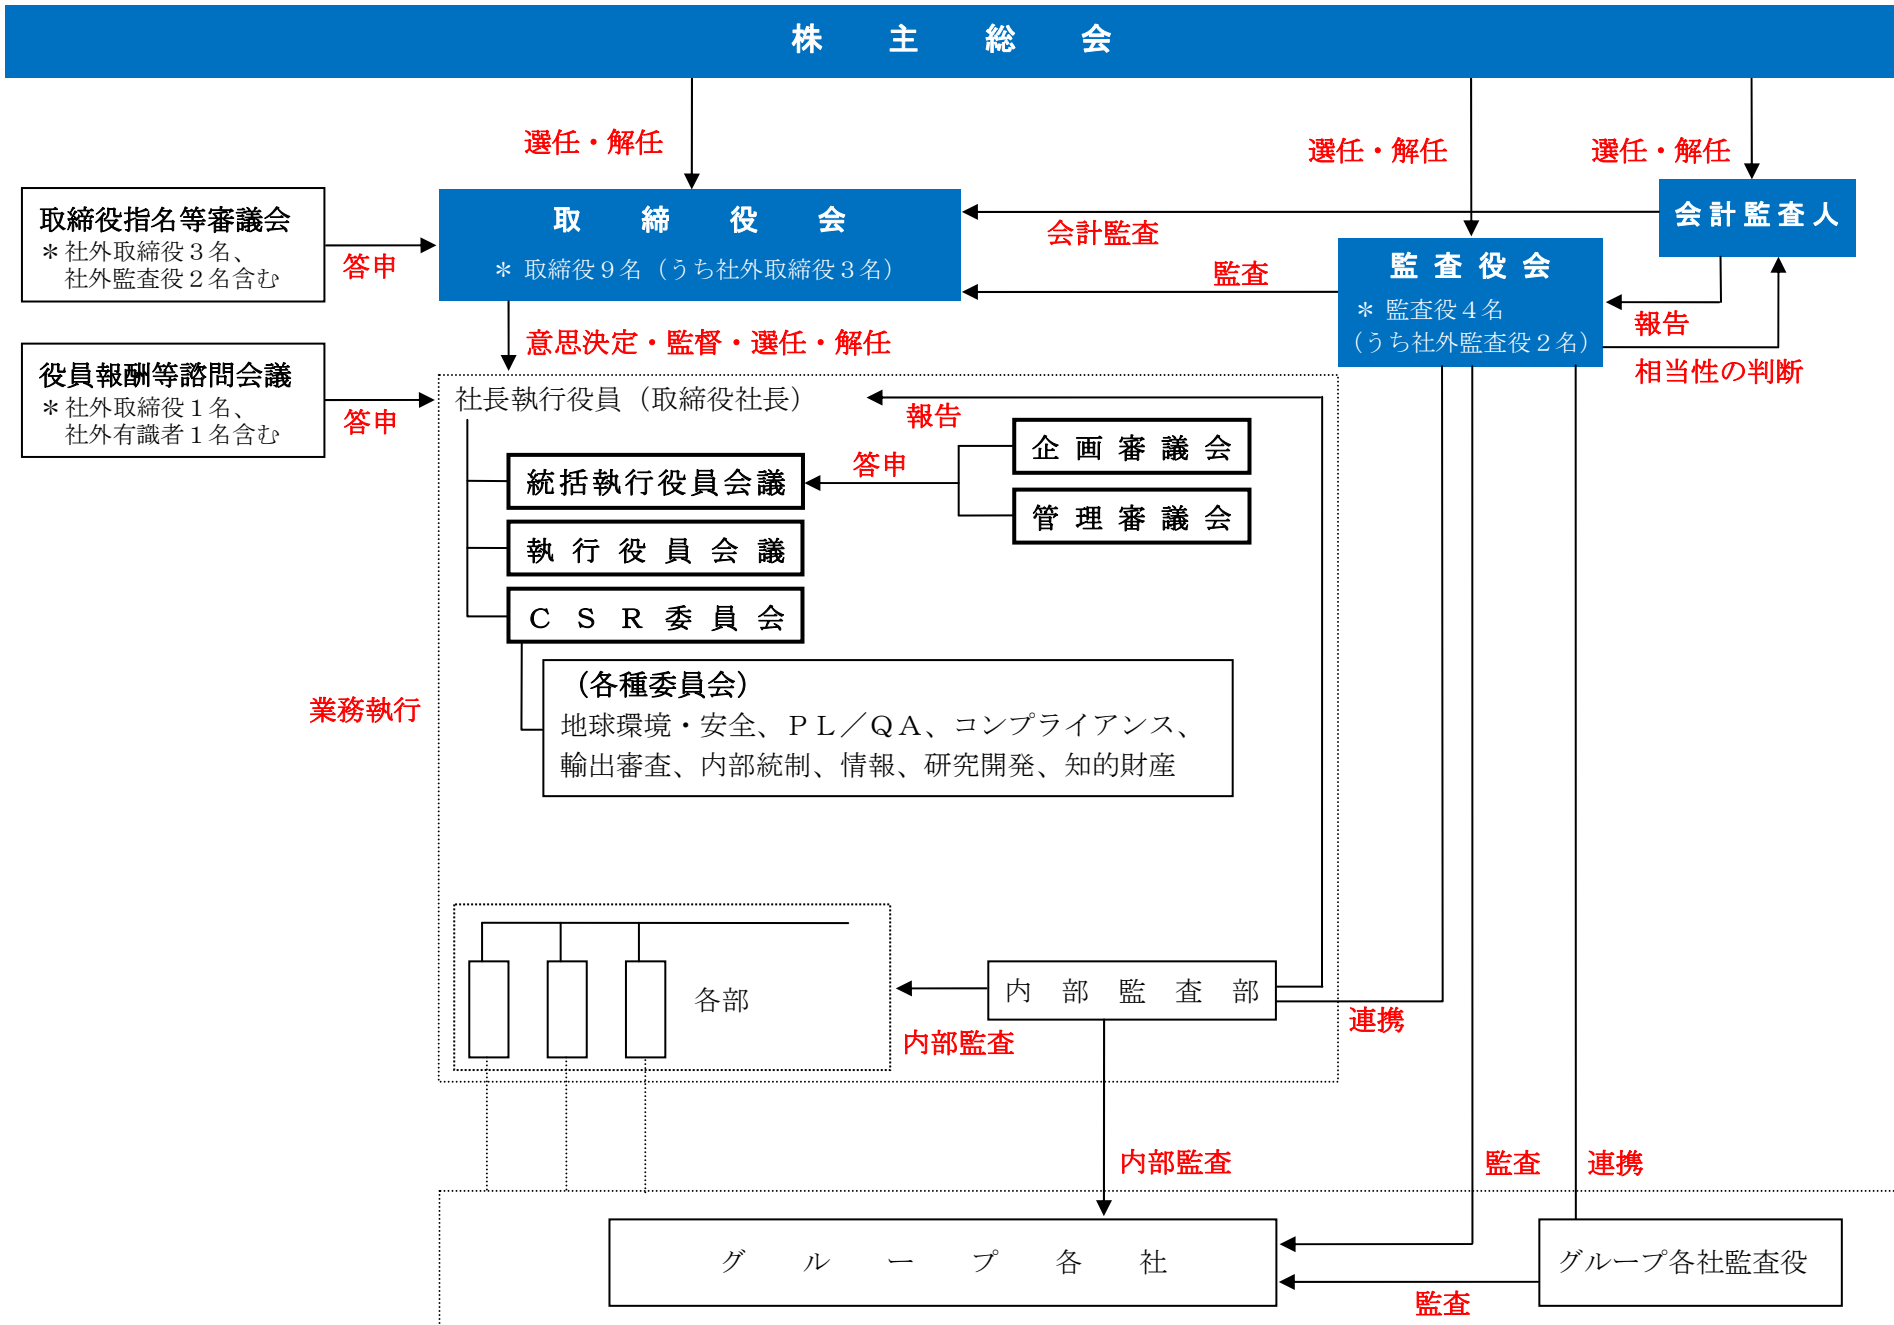 株主総会
選任・解任
選任・解任
選任・解任
取締役指名等審議会
＊社外取締役３名、
社外監査役２名含む
答申
取締役会
＊ 取締役９名（うち社外取締役３名）
会計監査
監査
会計監査人
監査役会
＊ 監査役４名
（うち社外監査役２名）
報告
相当性の判断
意思決定・監督・選任・解任
役員報酬等諮問会議
＊社外取締役１名、
社外有識者１名含む
答申
社長執行役員（取締役社長）
報告
統括執行役員会議
答申
企画審議会
管理審議会
執行役員会議
ＣＳＲ委員会
（各種委員会）
地球環境・安全、ＰＬ／ＱＡ、コンプライアンス、
輸出審査、内部統制、情報、研究開発、知的財産
業務執行
各部
内部監査部
内部監査
連携
内部監査
監査
連携
グループ各社
グループ各社監査役
監査